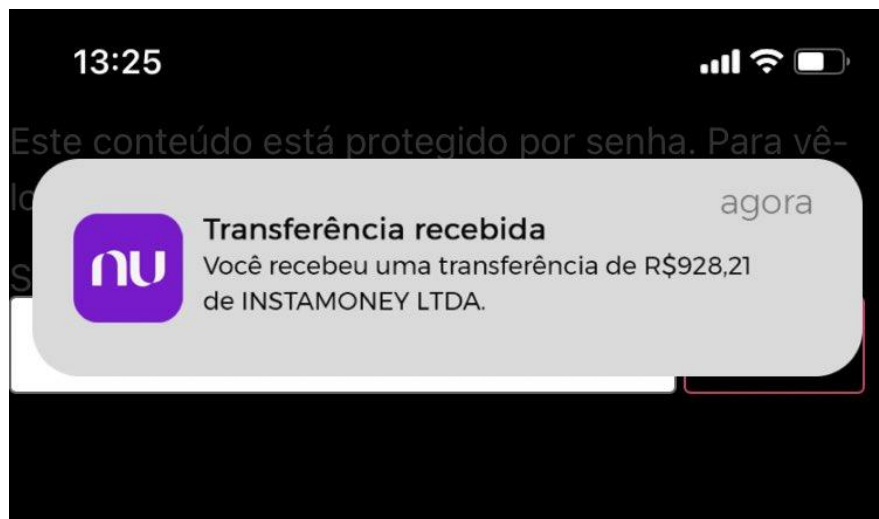 13:25
Este conteúdo está protegido por senha. Para vê-
lo
agora
Transferência recebida
nu
Você recebeu uma transferência de R$928,21
de INSTAMONEY LTDA.
S